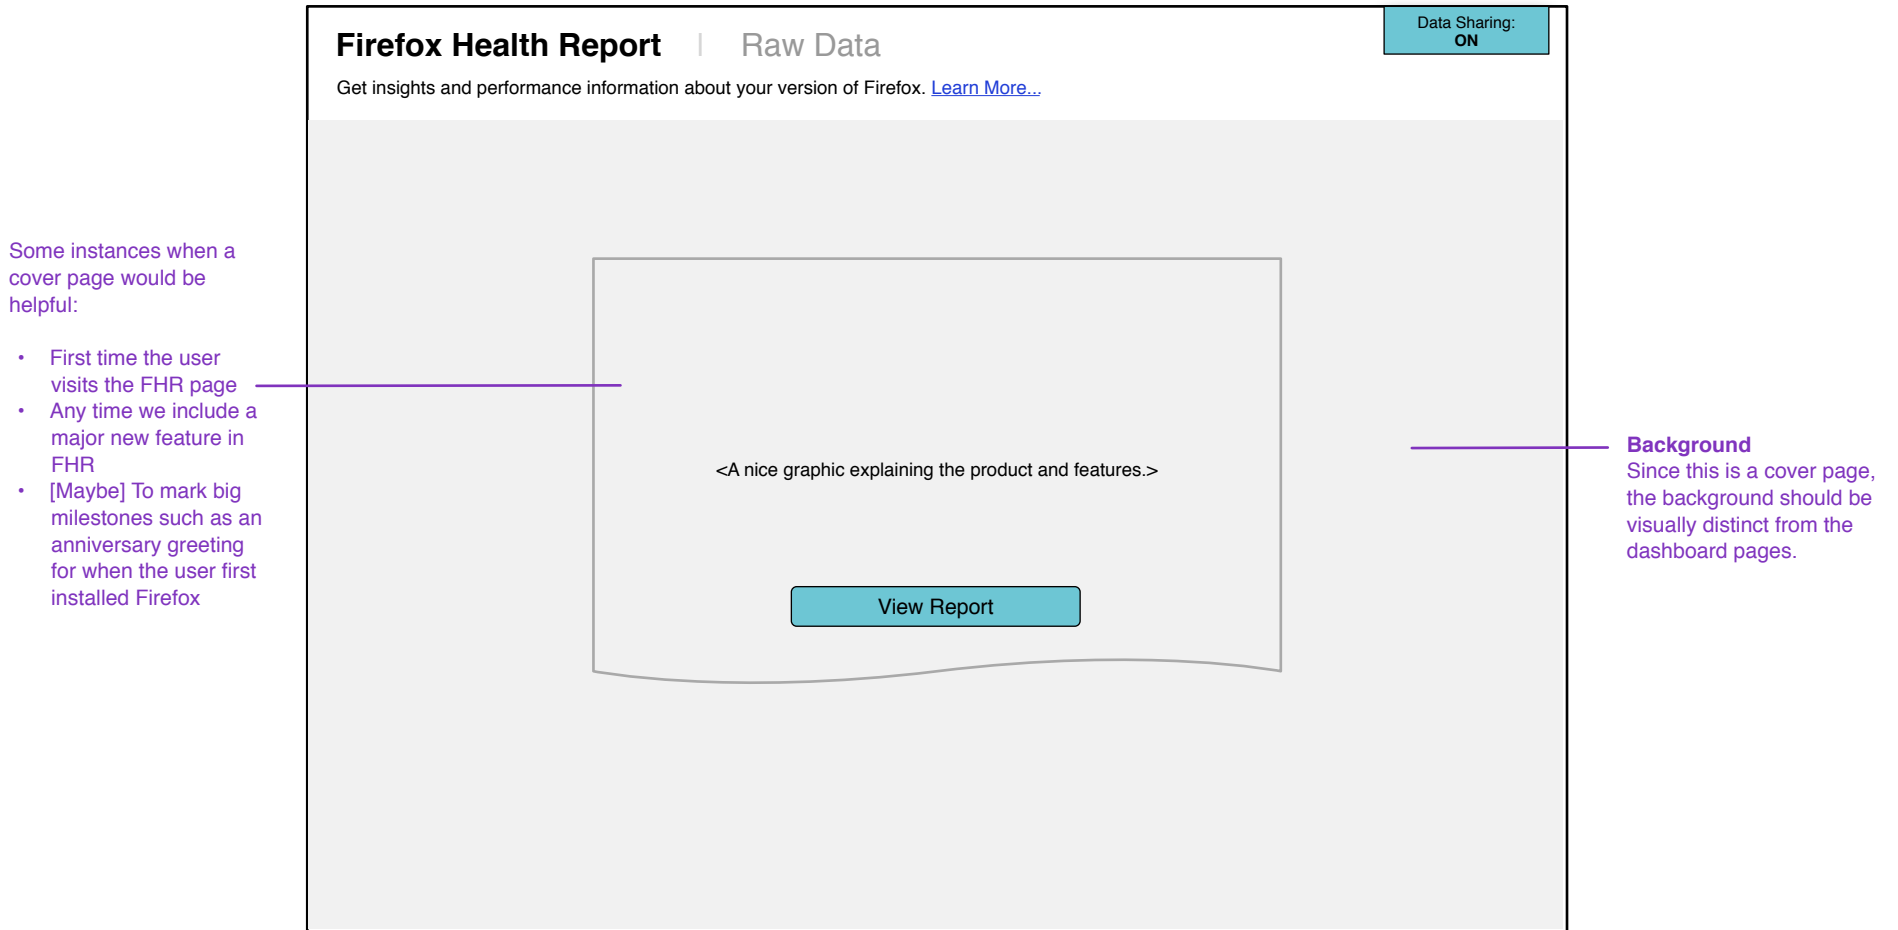 Firefox Health Report | Raw Data
Data Sharing:
ON
Get insights and performance information about your version of Firefox. Learn More...
Some instances when a
cover page would be
helpful:
• First time the user
visits the FHR page
• Any time we include a
major new feature in
FHR
• [Maybe] To mark big
milestones such as an
anniversary greeting
for when the user first
installed Firefox
<A nice graphic explaining the product and features.>
View Report
Background
Since this is a cover page,
the background should be
visually distinct from the
dashboard pages.